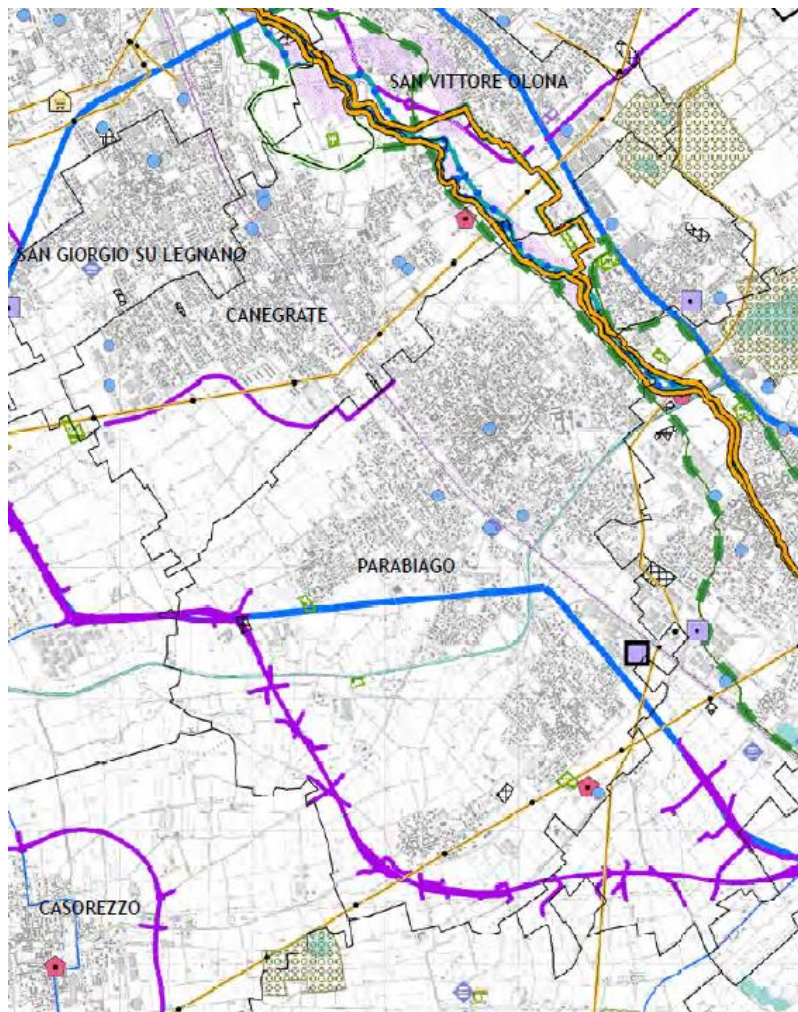 SAN VITTORE OLONA
SAN GIORGIO SU LEGNANO
CANEGRATE
PARABIAGO
CASOREZZO